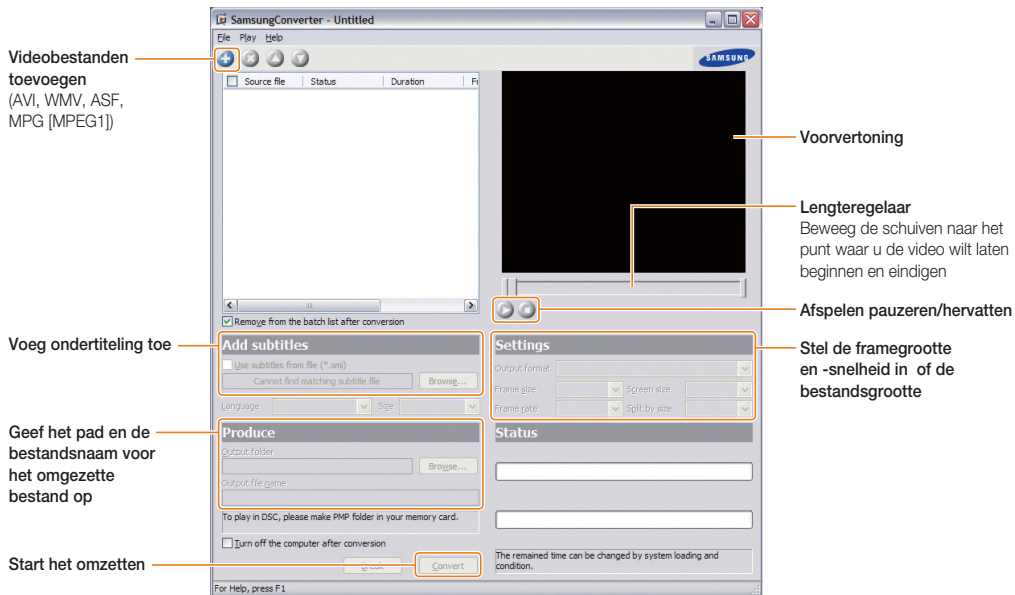 SamsungConverter - Untitled
File Play Help
SAMSUNG
Videobestanden
toevoegen
(AVI, WMV, ASF,
MPG [MPEG1])
Source file Status Duration
Voorvertoning
Lengteregelaar
Beweeg de schuiven naar het
punt waar u de video wilt laten
beginnen en eindigen
Afspelen pauzeren/hervatten
Remove from the batch list after conversion
Voeg ondertiteling toe
Add subtitles
Use subtitles from file (*.smi)
Cannot find matching subtitle file Browse...
Language Size
Settings
Output format
Frame size Screen size
Frame rate Split by size
Stel de framegrootte
en -snelheid in of de
bestandsgrootte
Geef het pad en de
bestandsnaam voor
het omgezette
bestand op
Produce
Output folder
Browse...
Output file name
To play in DSC, please make PMP folder in your memory card.
Status
Turn off the computer after conversion
Start het omzetten
Break Convert
The remained time can be changed by system loading and
condition.
For Help, press F1